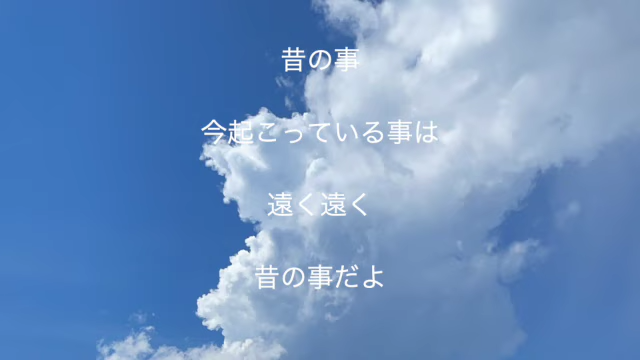 昔の事
今起こっている事は
遠く遠く
昔の事だよ